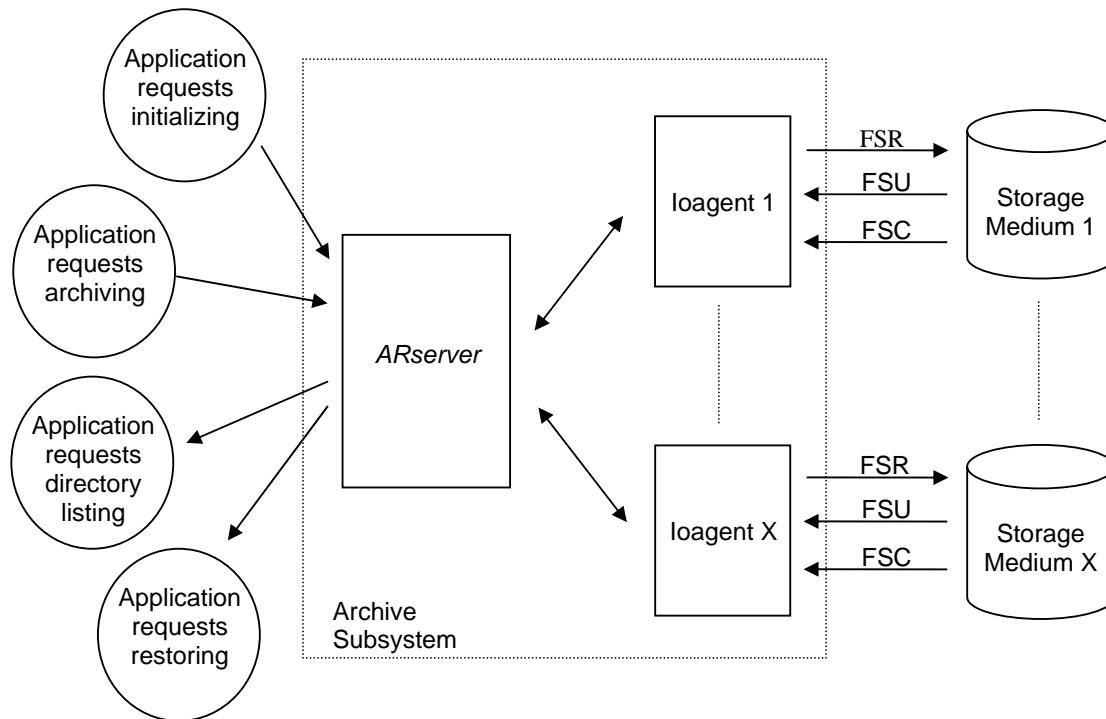 Application
requests
initializing
Application
requests
archiving
Application
requests
directory
listing
Application
requests
restoring
ARserver
Archive
Subsystem
Ioagent 1
FSR
FSU
FSC
Storage
Medium 1
Ioagent X
FSR
FSU
FSC
Storage
Medium X